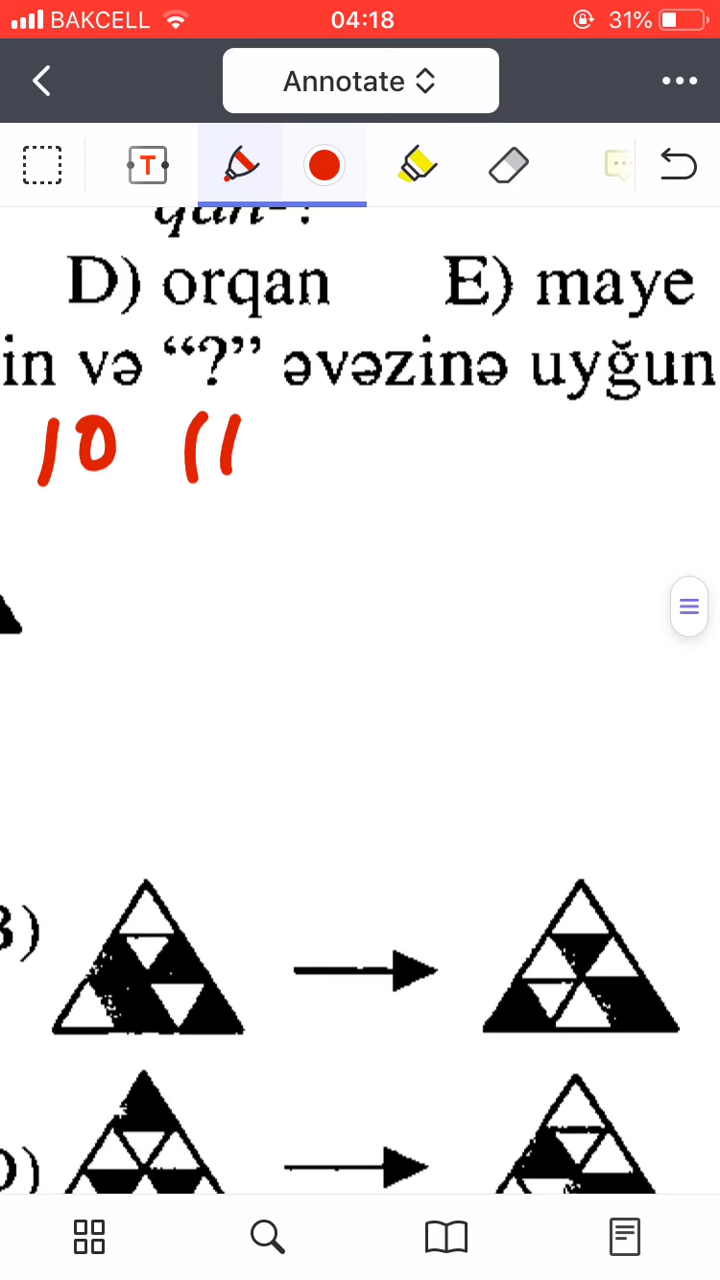 BAKCELL 04:18 31%
Annotate
T
D) orqan E) maye
in və “?” əvəzinə uyğun
10 11